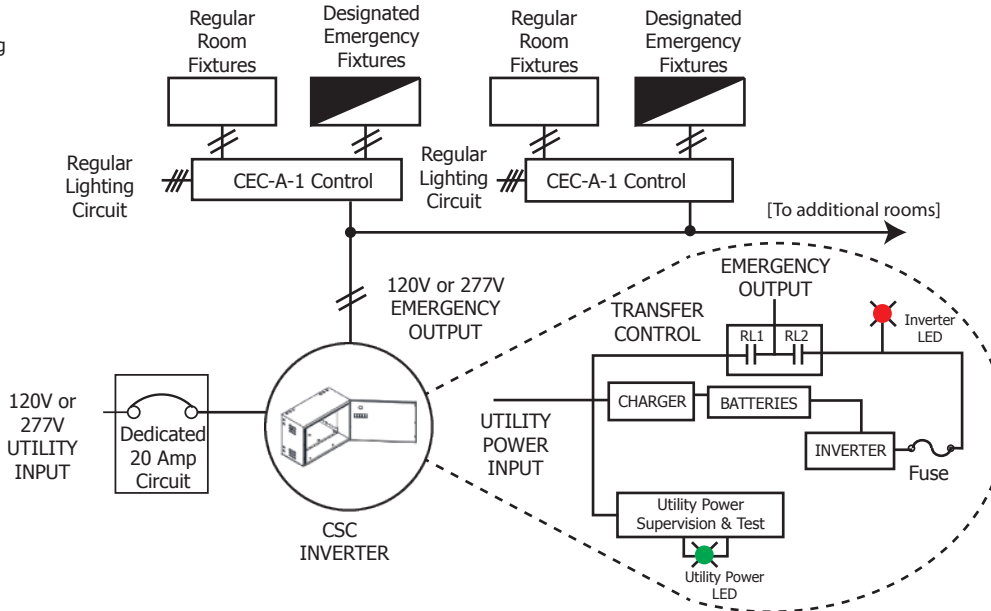 g
Regular
Room
Fixtures
Designated
Emergency
Fixtures
Regular
Room
Fixtures
Designated
Emergency
Fixtures
Regular
Lighting
Circuit
CEC-A-1 Control
Regular
Lighting
Circuit
CEC-A-1 Control
[To additional rooms]
120V or 277V
EMERGENCY
OUTPUT
EMERGENCY
OUTPUT
TRANSFER
CONTROL
RL1
RL2
Inverter
LED
120V or
277V
UTILITY
INPUT
Dedicated
20 Amp
Circuit
CSC
INVERTER
UTILITY
POWER
INPUT
CHARGER
BATTERIES
INVERTER
Fuse
Utility Power
Supervision & Test
Utility Power
LED